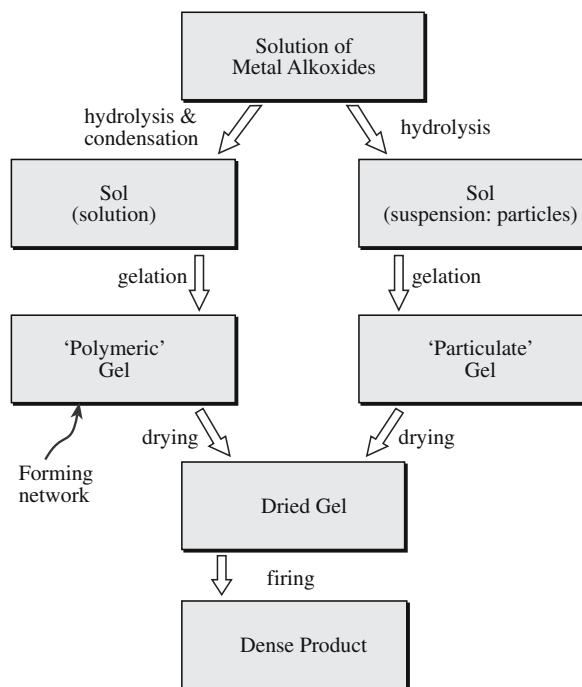 Solution of
Metal Alkoxides
hydrolysis &
condensation
hydrolysis
Sol
(solution)
Sol
(suspension: particles)
gelation
gelation
‘Polymeric’
Gel
‘Particulate’
Gel
drying
drying
Forming
network
Dried Gel
firing
Dense Product